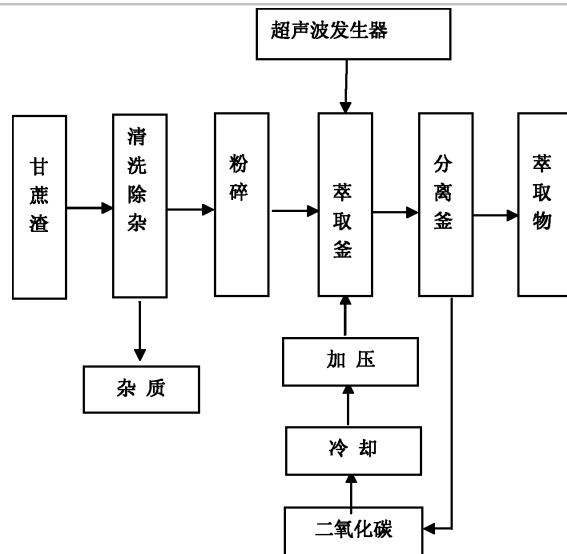 超声波发生器
甘蔗渣
清洗除杂
粉碎
萃取釜
分离釜
萃取物
加 压
杂 质
冷 却
二氧化碳